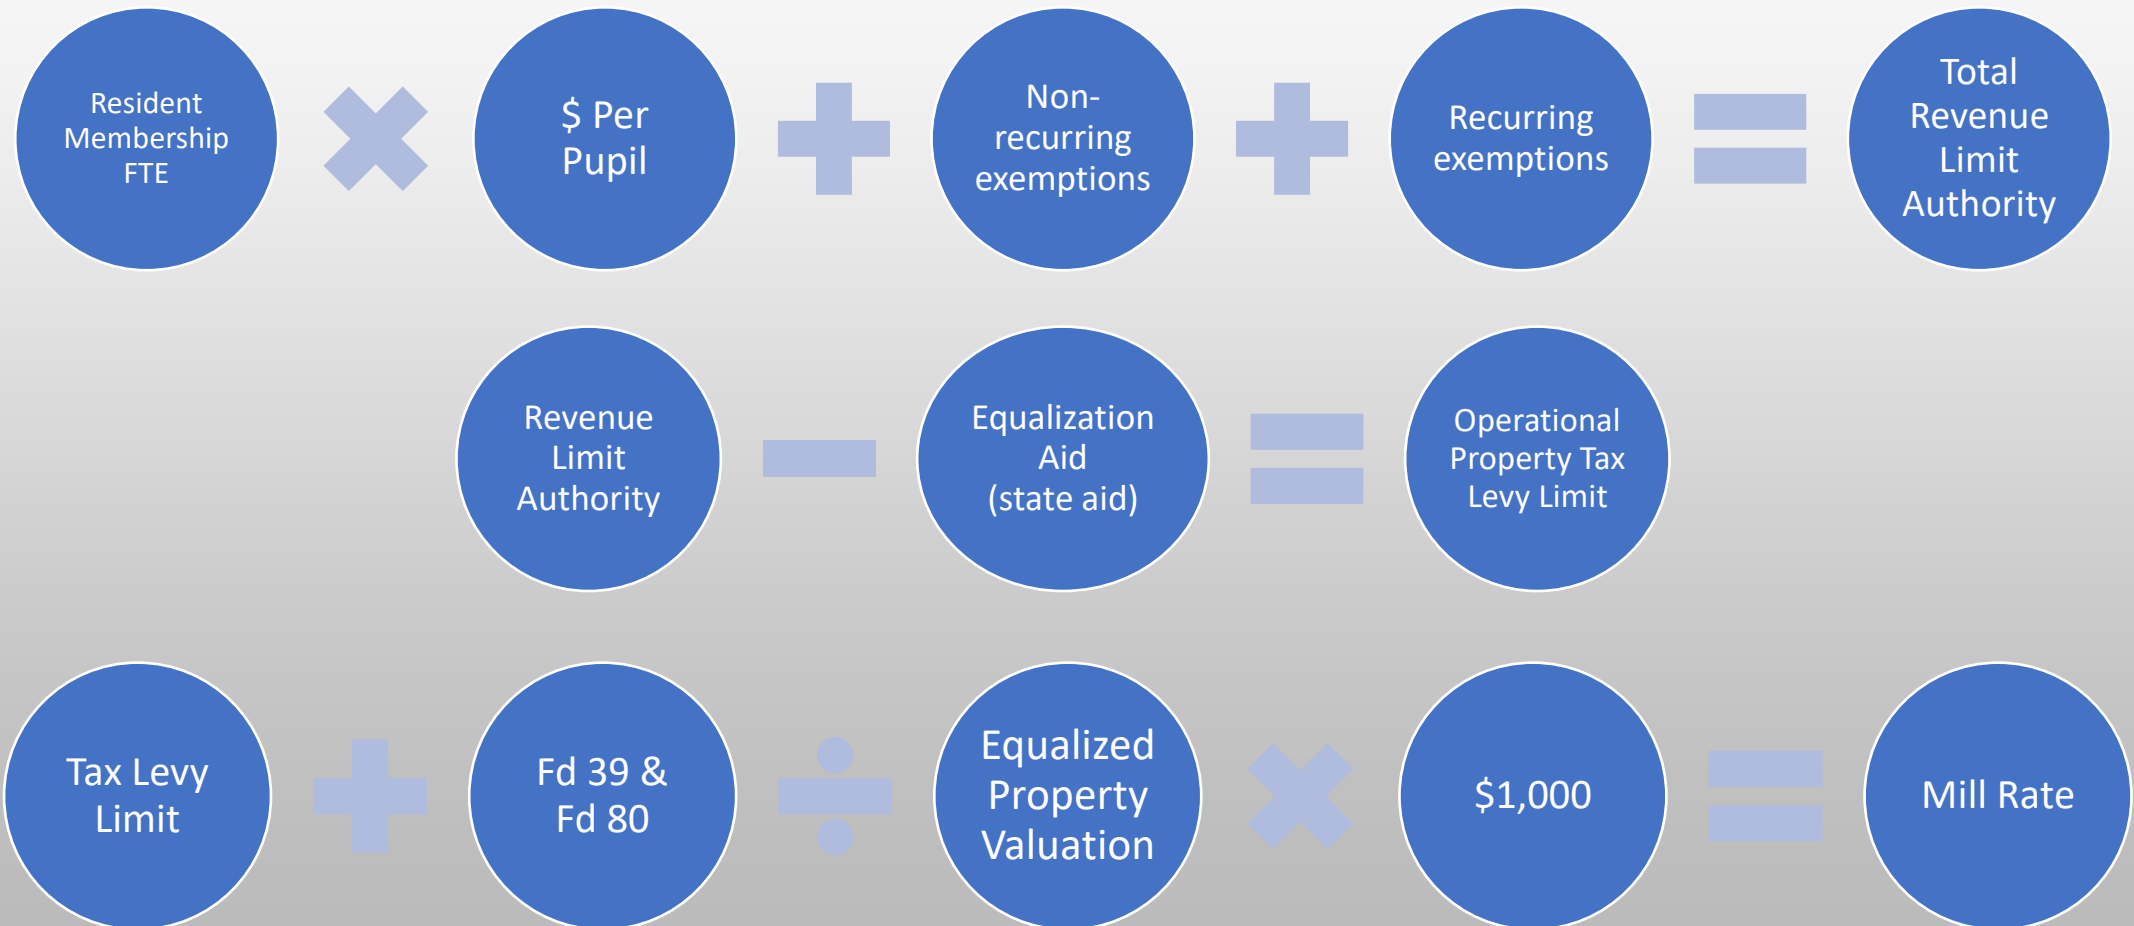 Resident
Membership
FTE
$ Per
Pupil
Non-
recurring
exemptions
Recurring
exemptions
Total
Revenue
Limit
Authority
Revenue
Limit
Authority
Equalization
Aid
(state aid)
Operational
Property Tax
Levy Limit
Tax Levy
Limit
Fd 39 &
Fd 80
Equalized
Property
Valuation
$1,000
Mill Rate